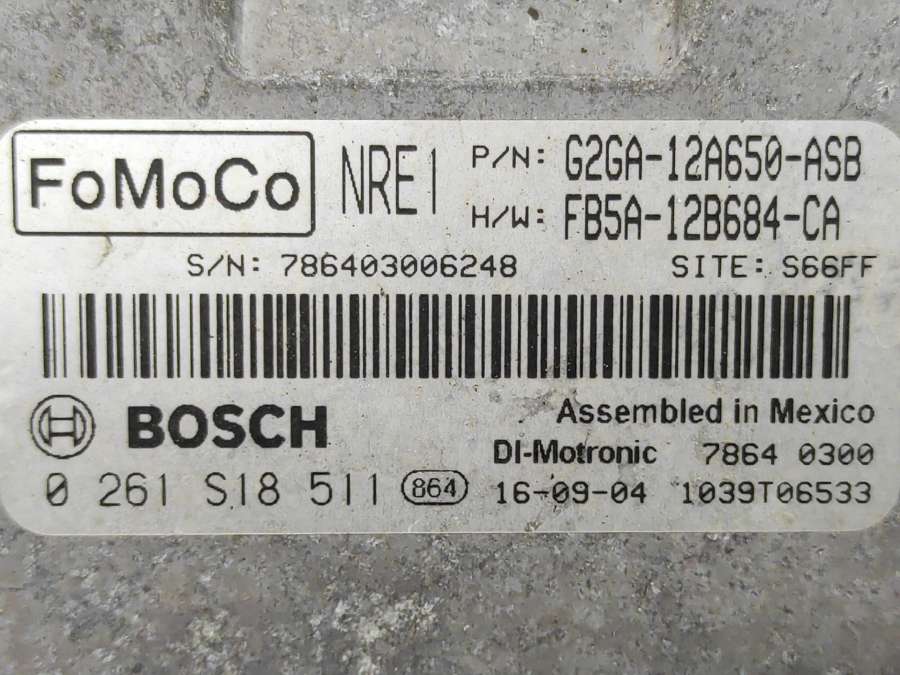 FoMoCo NRE1 P/N: G2GA-12A650-ASB
H/W: FB5A-12B684-CA
S/N: 786403006248 SITE: S66FF
BOSCH Assembled in Mexico
DI-Motronic 7864 0300
0 261 S18 511 864 16-09-04 1039T06533